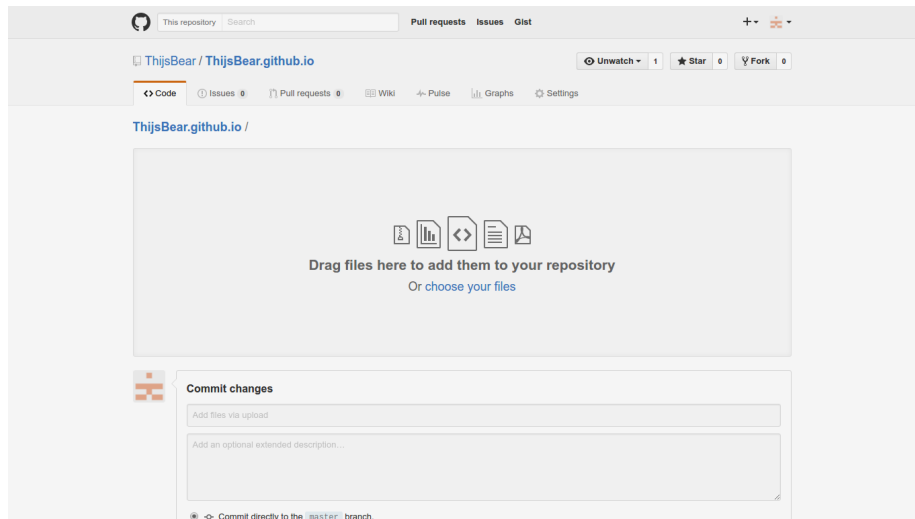 This repository Search Pull requests Issues Gist
ThijsBear / ThijsBear.github.io Unwatch 1 Star 0 Fork 0
Code Issues 0 Pull requests 0 Wiki Pulse Graphs Settings
ThijsBear.github.io /
Drag files here to add them to your repository
Or choose your files
Commit changes
Add files via upload
Add an optional extended description...
Commit directly to the master branch.